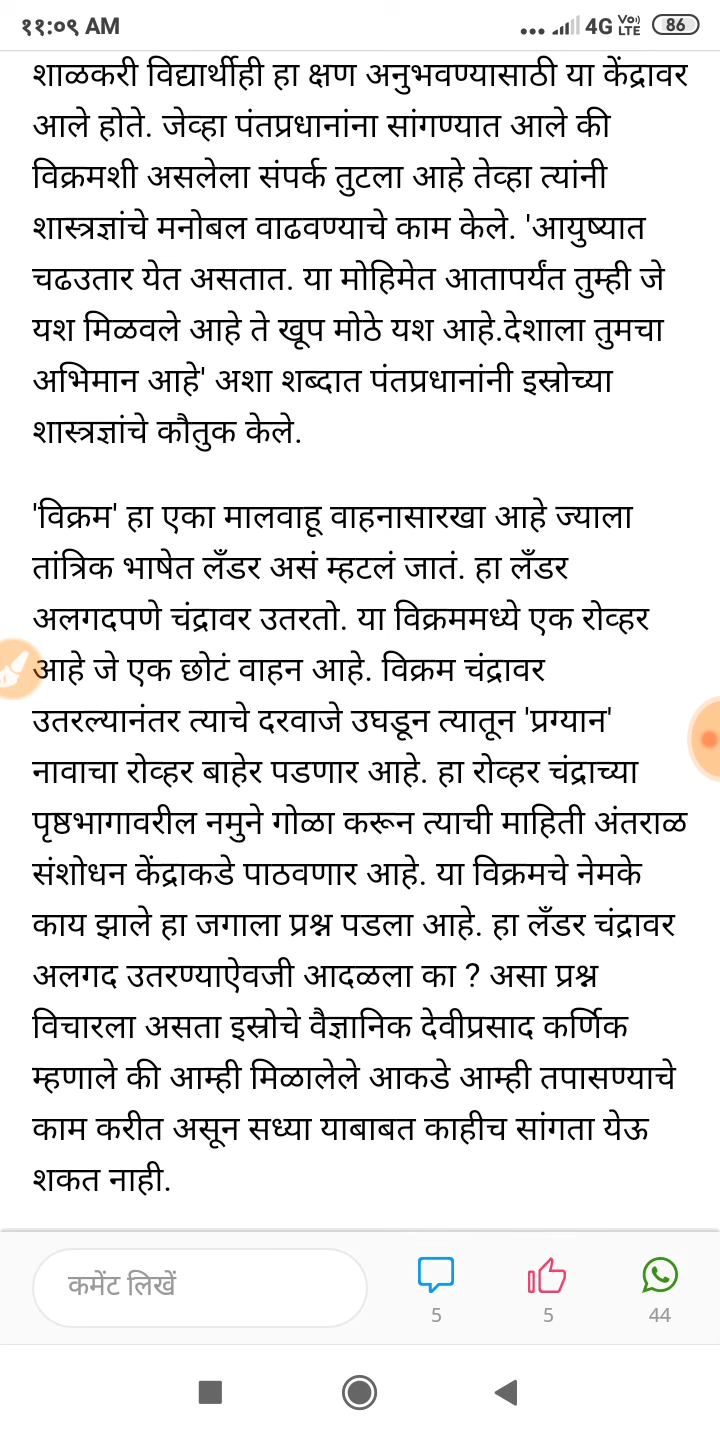 ११:०९ AM
... 4G Vo) LTE 86
शाळकरी विद्यार्थीही हा क्षण अनुभवण्यासाठी या केंद्रावर
आले होते. जेव्हा पंतप्रधानांना सांगण्यात आले की
विक्रमशी असलेला संपर्क तुटला आहे तेव्हा त्यांनी
शास्त्रज्ञांचे मनोबल वाढवण्याचे काम केले. 'आयुष्यात
चढउतार येत असतात. या मोहिमेत आतापर्यंत तुम्ही जे
यश मिळवले आहे ते खूप मोठे यश आहे.देशाला तुमचा
अभिमान आहे' अशा शब्दात पंतप्रधानांनी इस्रोच्या
शास्त्रज्ञांचे कौतुक केले.
'विक्रम' हा एका मालवाहू वाहनासारखा आहे ज्याला
तांत्रिक भाषेत लँडर असं म्हटलं जातं. हा लँडर
अलगदपणे चंद्रावर उतरतो. या विक्रममध्ये एक रोव्हर
आहे जे एक छोटं वाहन आहे. विक्रम चंद्रावर
उतरल्यानंतर त्याचे दरवाजे उघडून त्यातून 'प्रग्यान'
नावाचा रोव्हर बाहेर पडणार आहे. हा रोव्हर चंद्राच्या
पृष्ठभागावरील नमुने गोळा करून त्याची माहिती अंतराळ
संशोधन केंद्राकडे पाठवणार आहे. या विक्रमचे नेमके
काय झाले हा जगाला प्रश्न पडला आहे. हा लँडर चंद्रावर
अलगद उतरण्याऐवजी आदळला का ? असा प्रश्न
विचारला असता इस्रोचे वैज्ञानिक देवीप्रसाद कर्णिक
म्हणाले की आम्ही मिळालेले आकडे आम्ही तपासण्याचे
काम करीत असून सध्या याबाबत काहीच सांगता येऊ
शकत नाही.
कमेंट लिखें
5 5 44